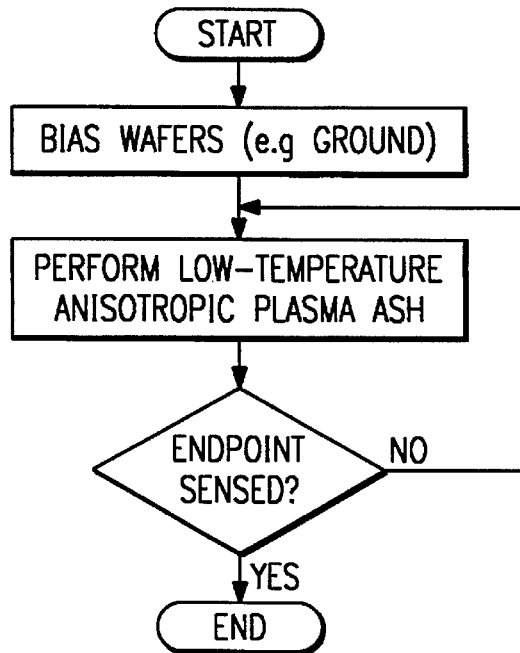 START
BIAS WAFERS (e.g GROUND)
PERFORM LOW-TEMPERATURE
ANISOTROPIC PLASMA ASH
ENDPOINT
SENSED?
NO
YES
END